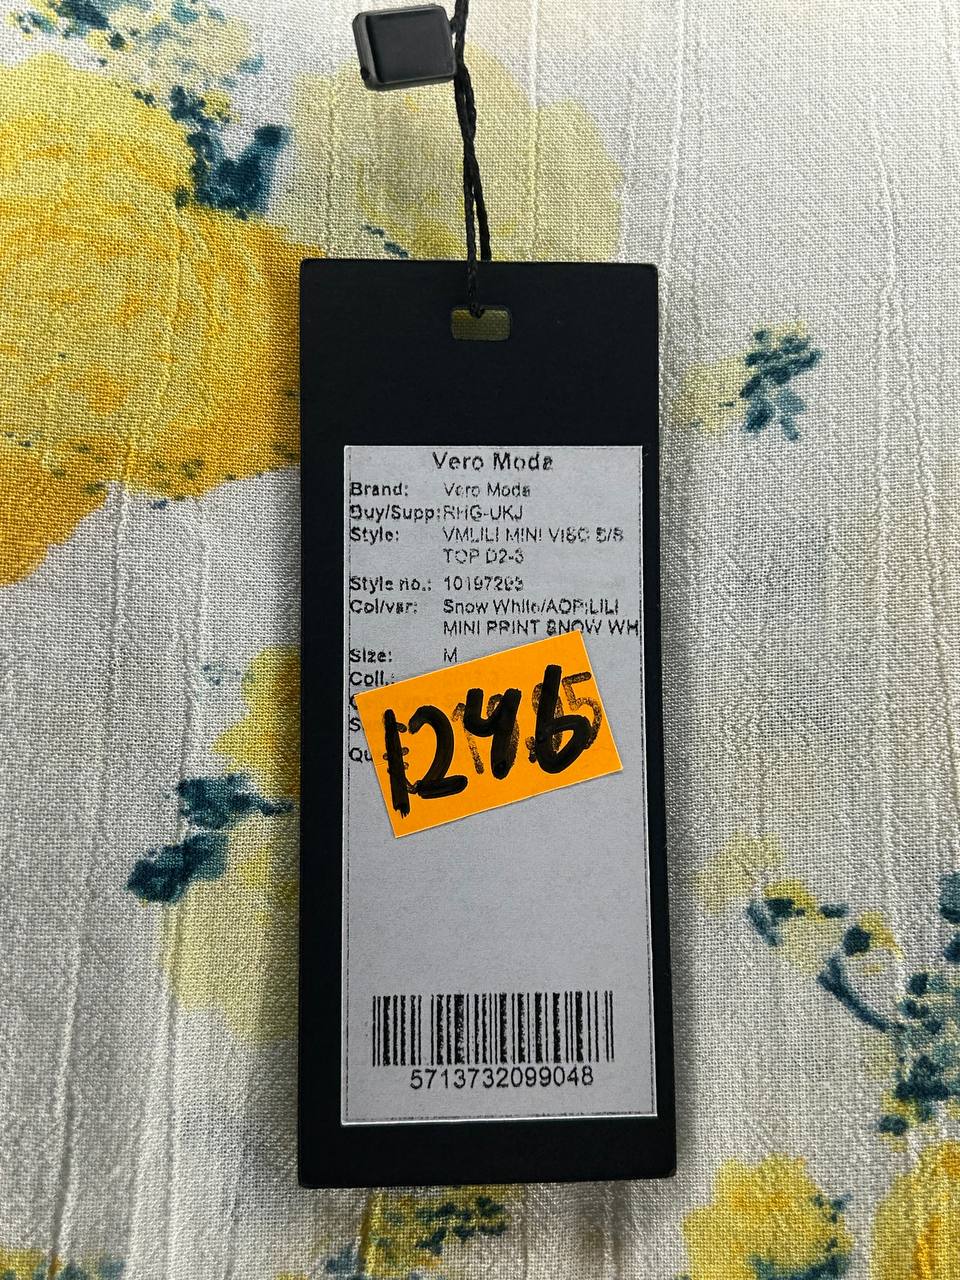 Vero Moda
Brand: Vero Moda
Buy/Supp: RHG-UKJ
Style: VMLILI MINI VISC S/S
TOP D2-3
Style no.: 10197293
Col/var: Snow White/AOP:LILI
MINI PRINT SNOW WH
Size: M
Coll.:
1246
5713732099048